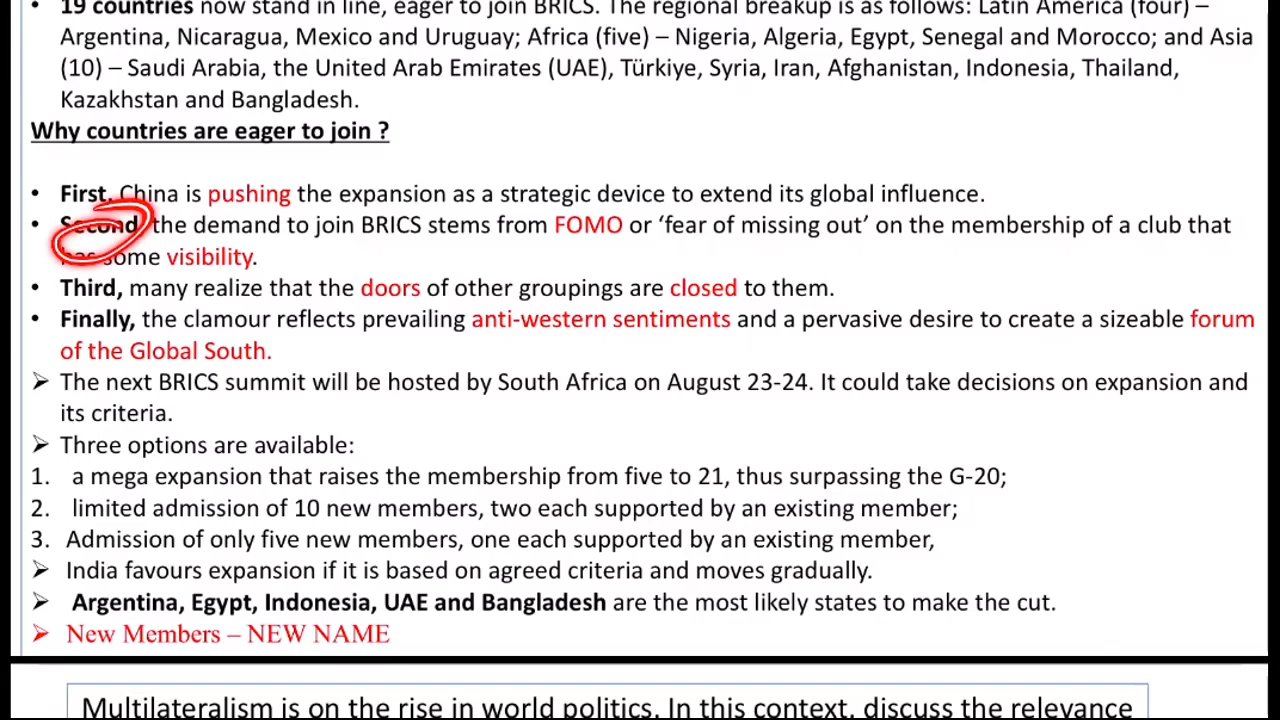 • 19 countries now stand in line, eager to join BRICS. The regional breakup is as follows: Latin America (four) –
Argentina, Nicaragua, Mexico and Uruguay; Africa (five) – Nigeria, Algeria, Egypt, Senegal and Morocco; and Asia
(10) – Saudi Arabia, the United Arab Emirates (UAE), Türkiye, Syria, Iran, Afghanistan, Indonesia, Thailand,
Kazakhstan and Bangladesh.
Why countries are eager to join ?
• First, China is pushing the expansion as a strategic device to extend its global influence.
• Second, the demand to join BRICS stems from FOMO or ‘fear of missing out’ on the membership of a club that
has some visibility.
• Third, many realize that the doors of other groupings are closed to them.
• Finally, the clamour reflects prevailing anti-western sentiments and a pervasive desire to create a sizeable forum
of the Global South.
➢ The next BRICS summit will be hosted by South Africa on August 23-24. It could take decisions on expansion and
its criteria.
➢ Three options are available:
1. a mega expansion that raises the membership from five to 21, thus surpassing the G-20;
2. limited admission of 10 new members, two each supported by an existing member;
3. Admission of only five new members, one each supported by an existing member,
➢ India favours expansion if it is based on agreed criteria and moves gradually.
➢ Argentina, Egypt, Indonesia, UAE and Bangladesh are the most likely states to make the cut.
➢ New Members – NEW NAME
Multilateralism is on the rise in world politics. In this context, discuss the relevance